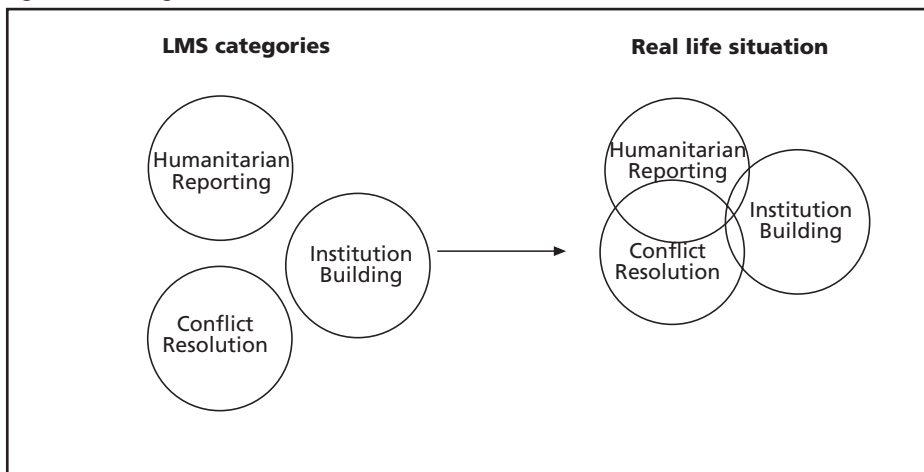 LMS categories
Humanitarian
Reporting
Institution
Building
Conflict
Resolution
Real life situation
Humanitarian
Reporting
Institution
Building
Conflict
Resolution